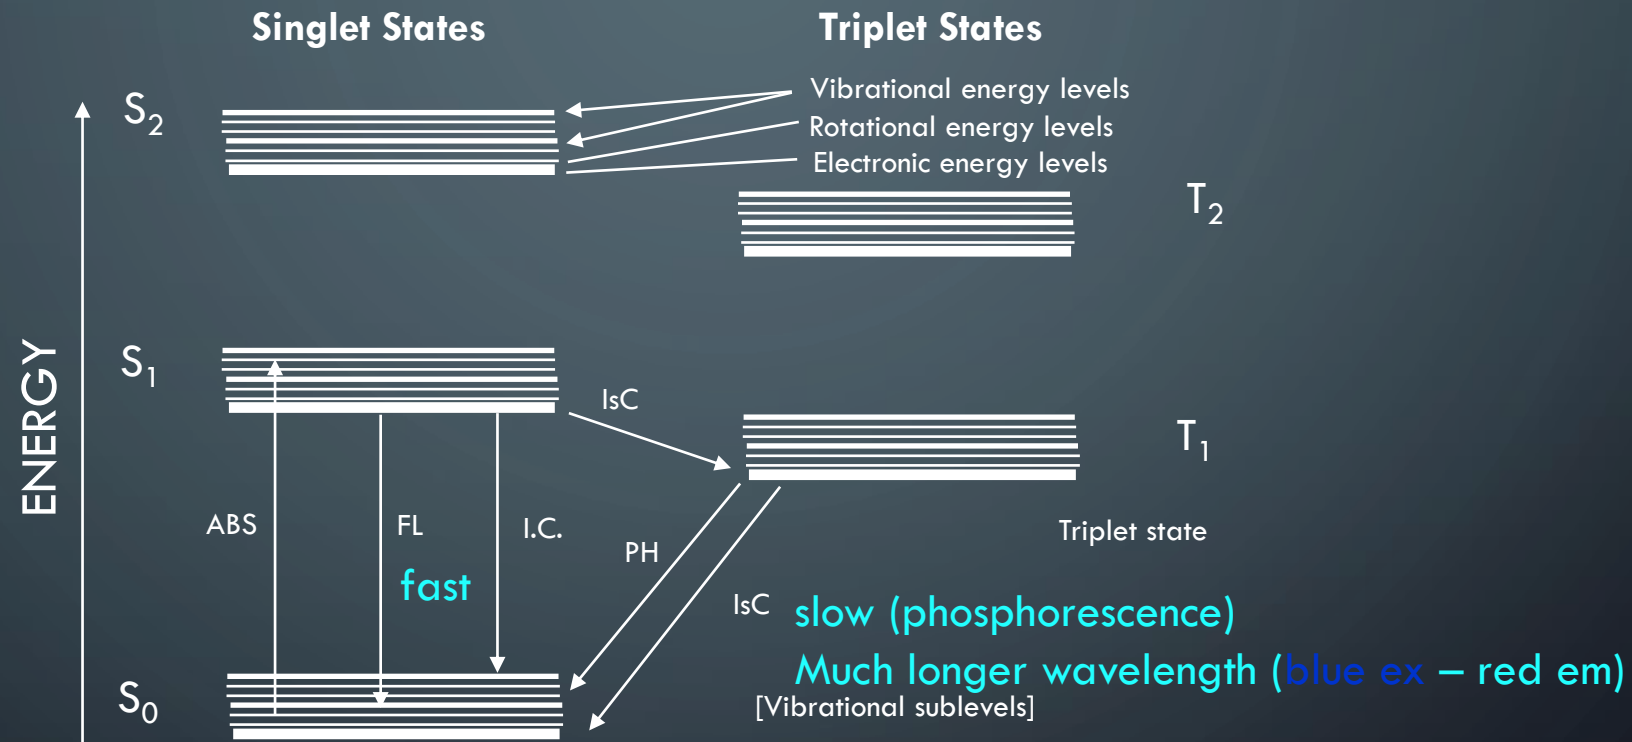 Singlet States
Triplet States
Vibrational energy levels
Rotational energy levels
Electronic energy levels
S2
T2
ENERGY
S1
IsC
T1
ABS
FL
I.C.
PH
Triplet state
fast
IsC
slow (phosphorescence)
Much longer wavelength (blue ex – red em)
S0
[Vibrational sublevels]